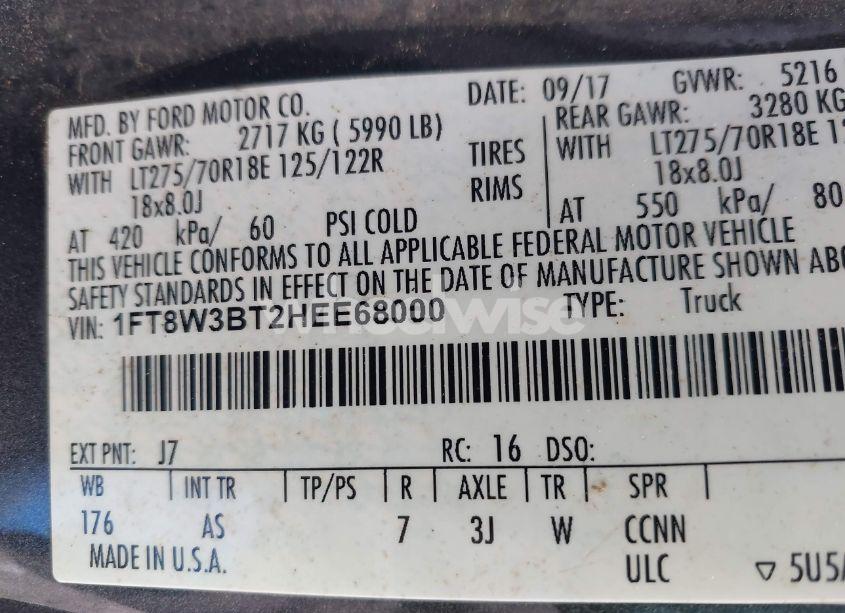 MFD. BY FORD MOTOR CO. DATE: 09/17 GVWR: 5216
FRONT GAWR: 2717 KG ( 5990 LB) REAR GAWR: 3280 KG
WITH LT275/70R18E 125/122R TIRES WITH LT275/70R18E
18x8.0J RIMS 18x8.0J
AT 420 kPa/ 60 PSI COLD AT 550 kPa/ 80
THIS VEHICLE CONFORMS TO ALL APPLICABLE FEDERAL MOTOR VEHICLE
SAFETY STANDARDS IN EFFECT ON THE DATE OF MANUFACTURE SHOWN
VIN: 1FT8W3BT2HEE68000 TYPE: Truck
EXT PNT: J7 RC: 16 DSO:
WB INT TR TP/PS R AXLE TR SPR
176 AS 7 3J W CCNN
MADE IN U.S.A. ULC